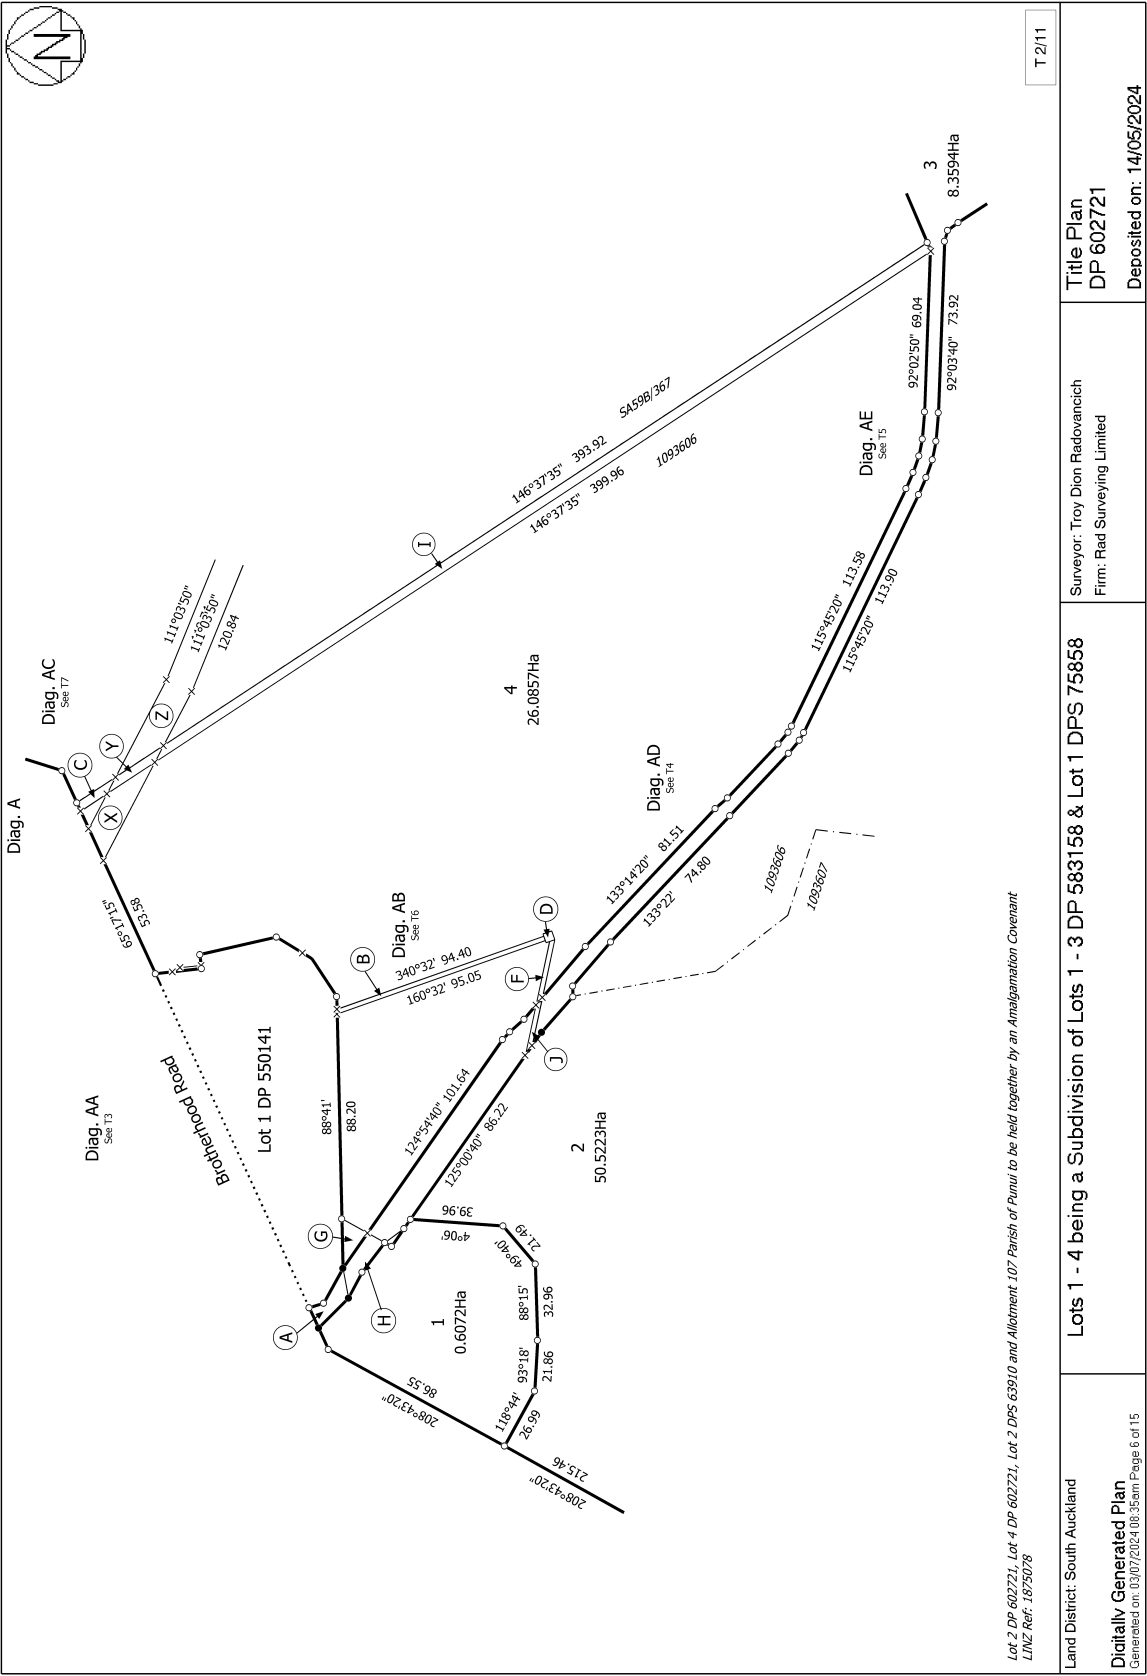 N
T 2/11
Diag. A
Diag. AC
See T7
Diag. AA
See T3
Brotherhood Road
65°17'15"
53.58
C
Y
X
Z
111°03'50"
111°03'50"
120.84
I
146°37'35" 393.92
SA59B/367
146°37'35" 399.96
1093606
Lot 1 DP 550141
88°41'
88.20
B
Diag. AB
See T6
340°32' 94.40
160°32' 95.05
D
F
J
4
26.0857Ha
Diag. AD
See T4
Diag. AE
See T5
3
8.3594Ha
92°02'50" 69.04
92°03'40" 73.92
115°45'20" 113.58
115°45'20" 113.90
133°14'20" 81.51
133°22' 74.80
1093606
1093607
124°54'40" 101.64
125°00'40" 86.22
2
50.5223Ha
G
A
H
1
0.6072Ha
39.96
4°06'
21.49
49°40'
88°15'
32.96
93°18'
21.86
118°44'
26.99
86.55
208°43'20"
215.46
208°43'20"
Lot 2 DP 602721, Lot 4 DP 602721, Lot 2 DPS 63910 and Allotment 107 Parish of Punui to be held together by an Amalgamation Covenant
LINZ Ref: 1875078
Land District: South Auckland
Digitally Generated Plan
Generated on: 03/07/2024 08:35am Page 6 of 15
Lots 1 - 4 being a Subdivision of Lots 1 - 3 DP 583158 & Lot 1 DPS 75858
Surveyor: Troy Dion Radovancich
Firm: Rad Surveying Limited
Title Plan
DP 602721
Deposited on: 14/05/2024